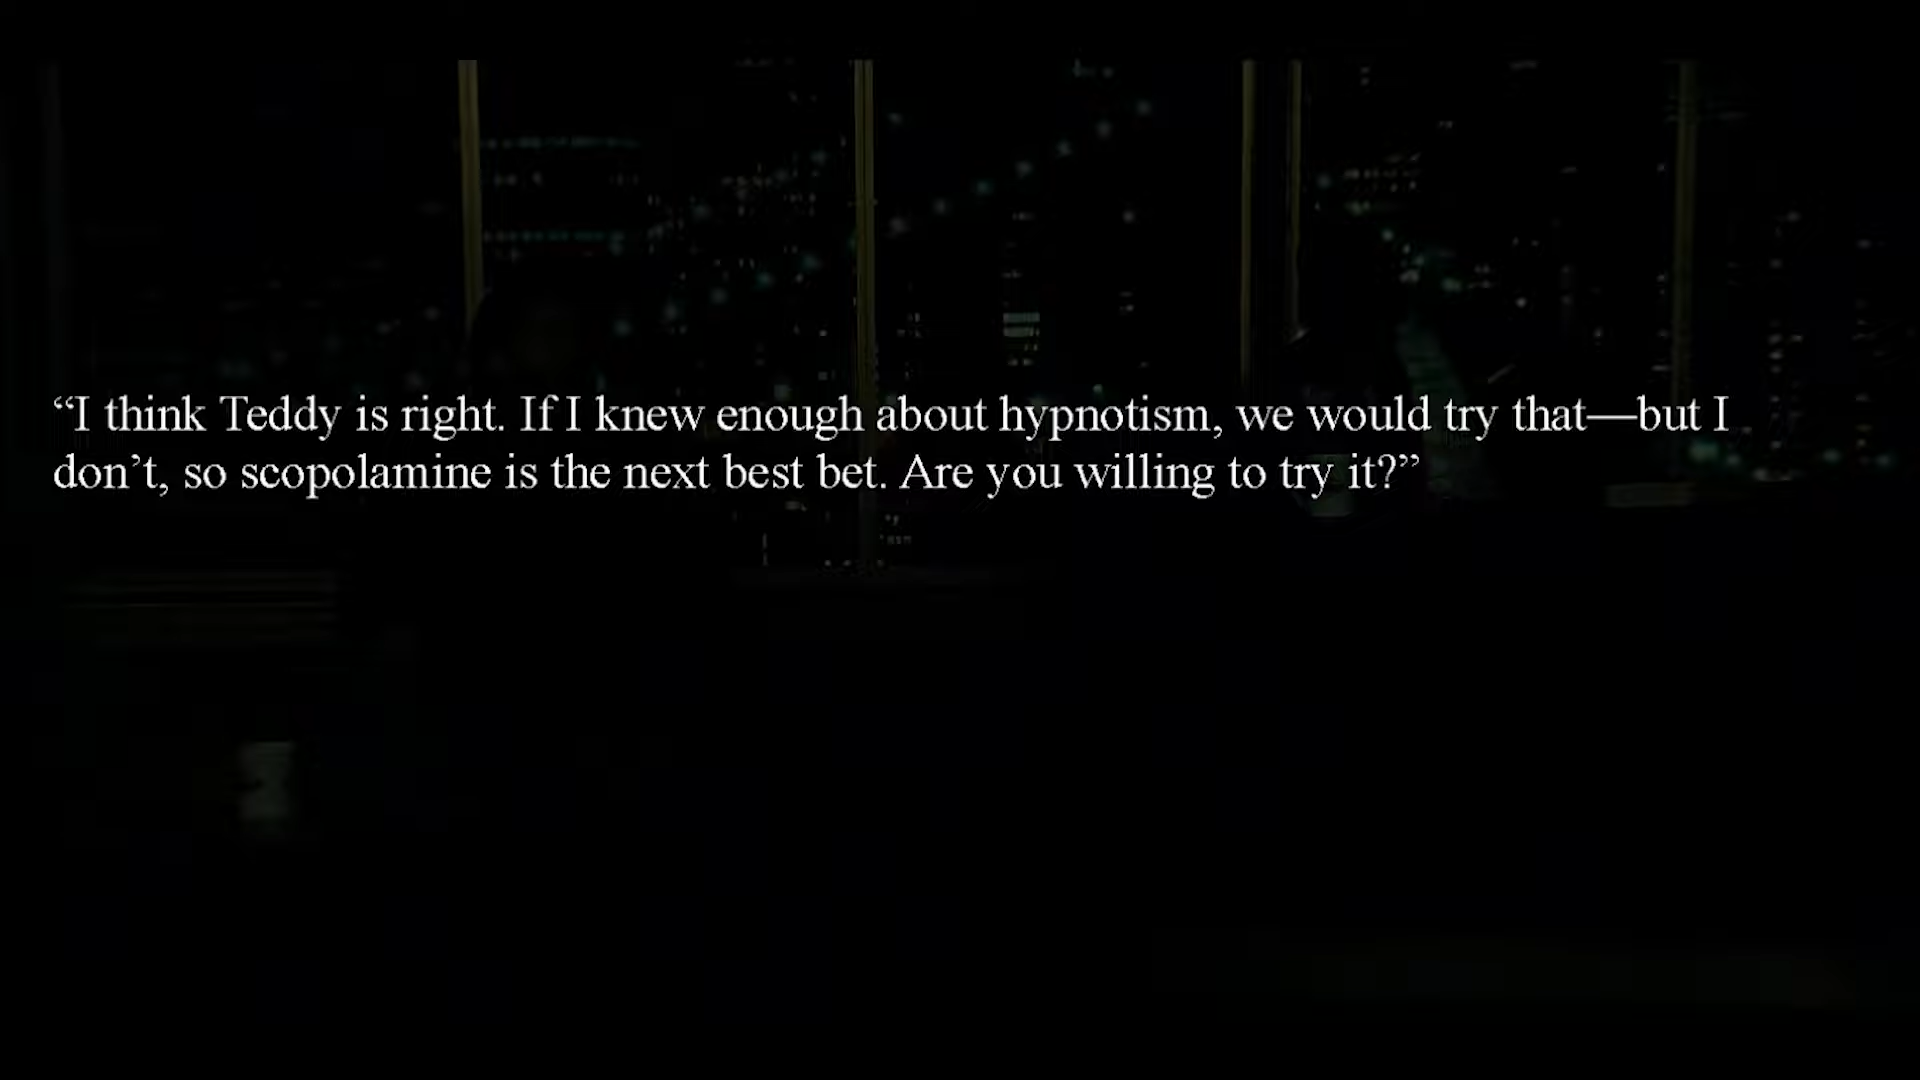 “I think Teddy is right. If I knew enough about hypnotism, we would try that—but I
don’t, so scopolamine is the next best bet. Are you willing to try it?”